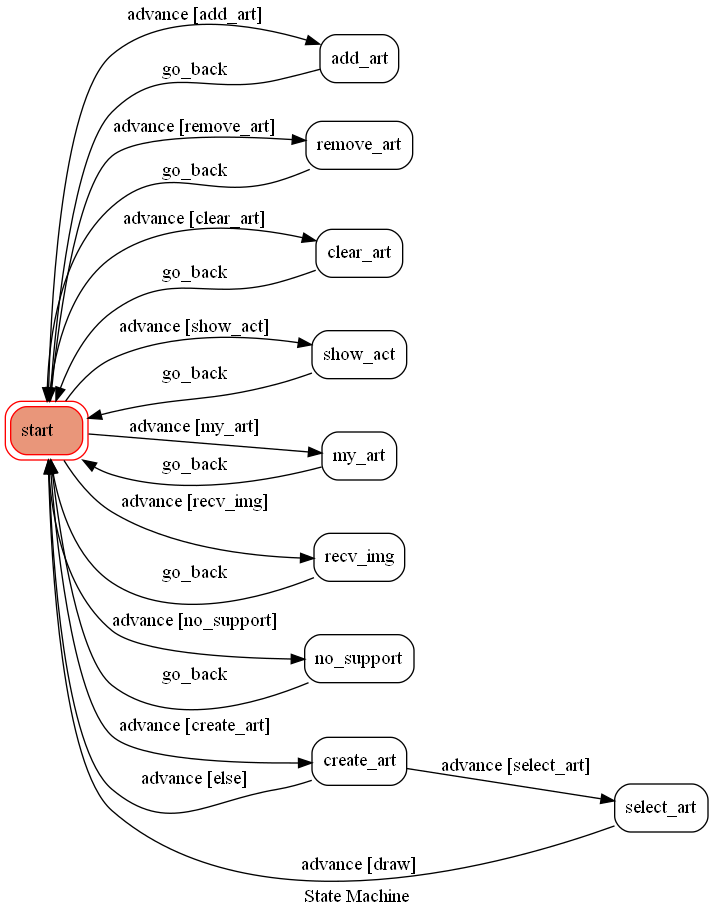 advance [add_art]
add_art
go_back
advance [remove_art]
remove_art
go_back
advance [clear_art]
clear_art
go_back
advance [show_act]
show_act
go_back
start
advance [my_art]
my_art
go_back
advance [recv_img]
recv_img
go_back
advance [no_support]
no_support
go_back
advance [create_art]
create_art
advance [select_art]
advance [else]
select_art
advance [draw]
State Machine